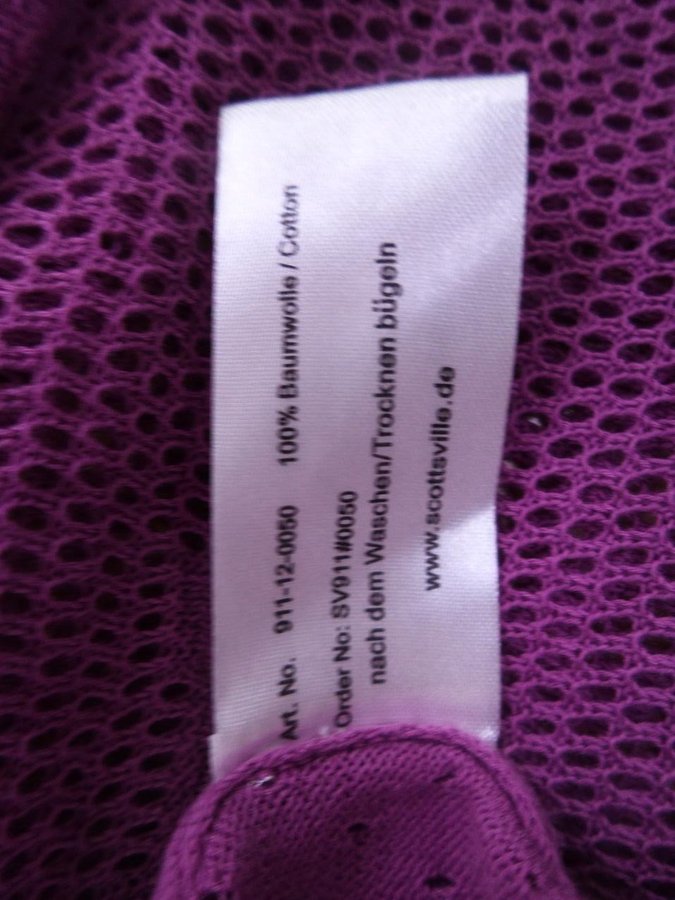 Art. No. 911-12-0050 100% Baumwolle / Cotton
Order No: SV911#0050
nach dem Waschen/Trocknen bügeln
www.scottsville.de